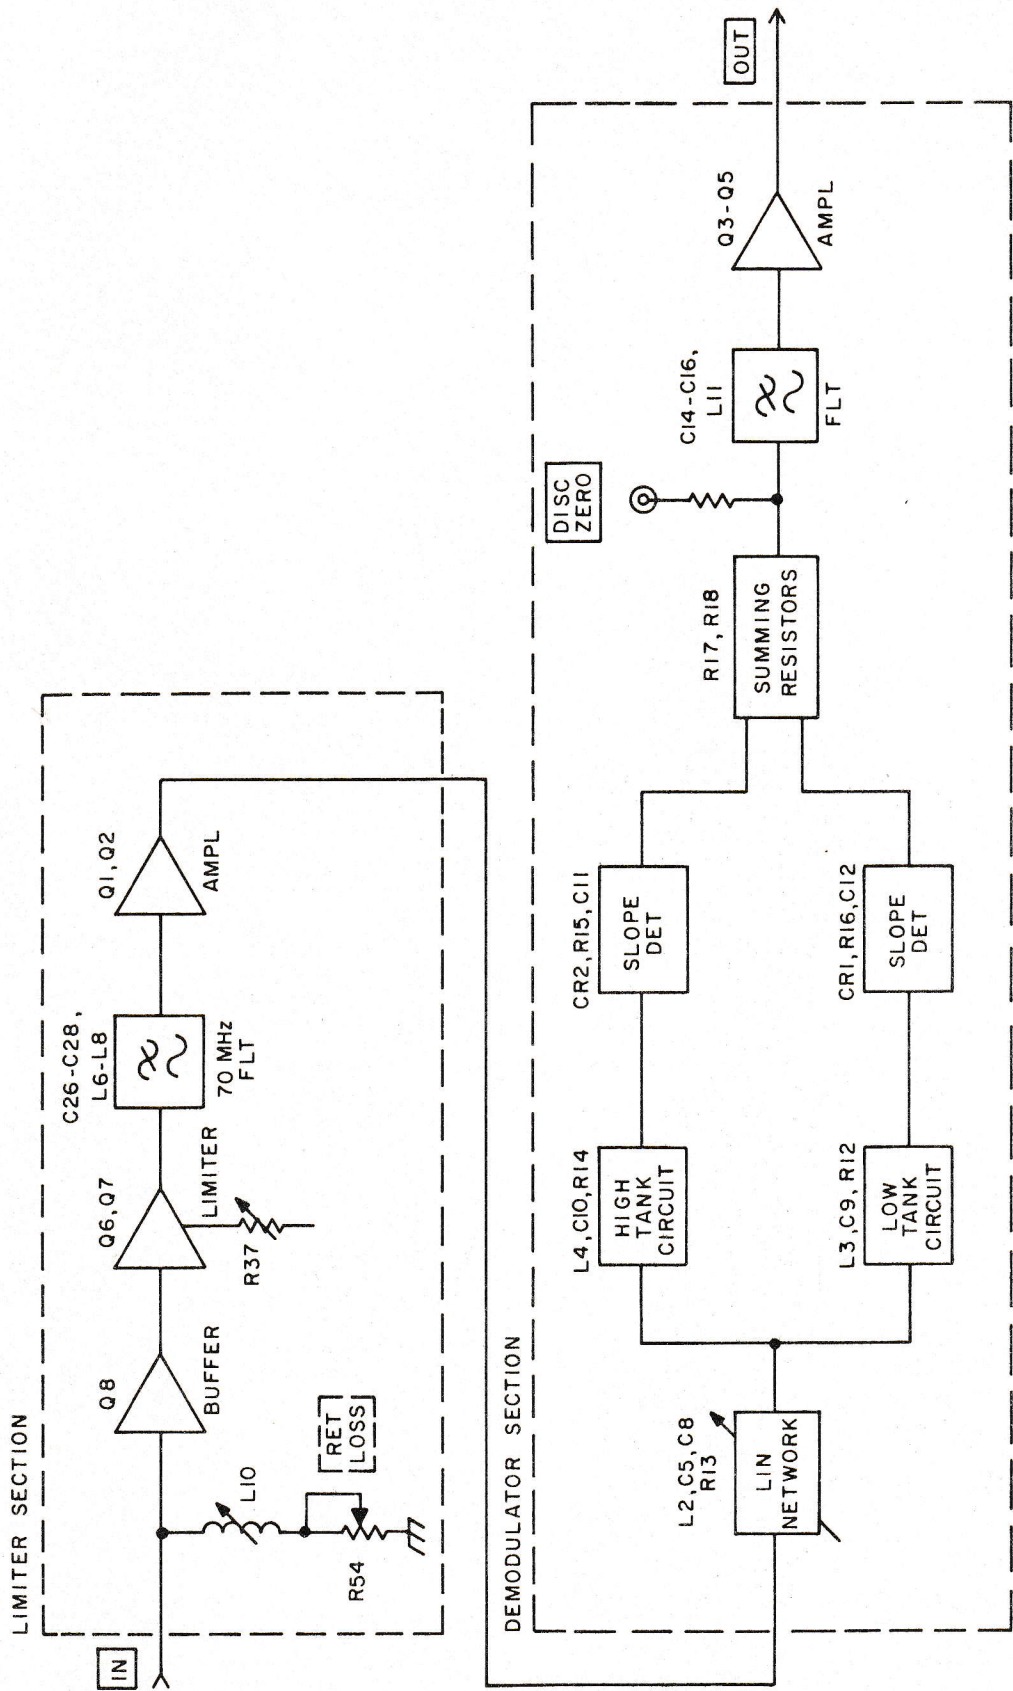 LIMITER SECTION
IN
L10
R54
RET
LOSS
Q8
BUFFER
Q6, Q7
LIMITER
R37
C26-C28,
L6-L8
70 MHz
FLT
Q1, Q2
AMPL
DEMODULATOR SECTION
L2, C5, C8
R13
LIN
NETWORK
L4, C10, R14
HIGH
TANK
CIRCUIT
L3, C9, R12
LOW
TANK
CIRCUIT
CR2, R15, C11
SLOPE
DET
CR1, R16, C12
SLOPE
DET
R17, R18
SUMMING
RESISTORS
DISC
ZERO
C14-C16,
L11
FLT
Q3-Q5
AMPL
OUT